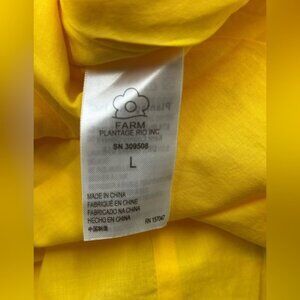 FARM
PLANTAGE RIO INC
SN 309508
L
MADE IN CHINA
FABRIQUÉ EN CHINE
FABRICADO NA CHINA
HECHO EN CHINA
中国制造
RN 157047